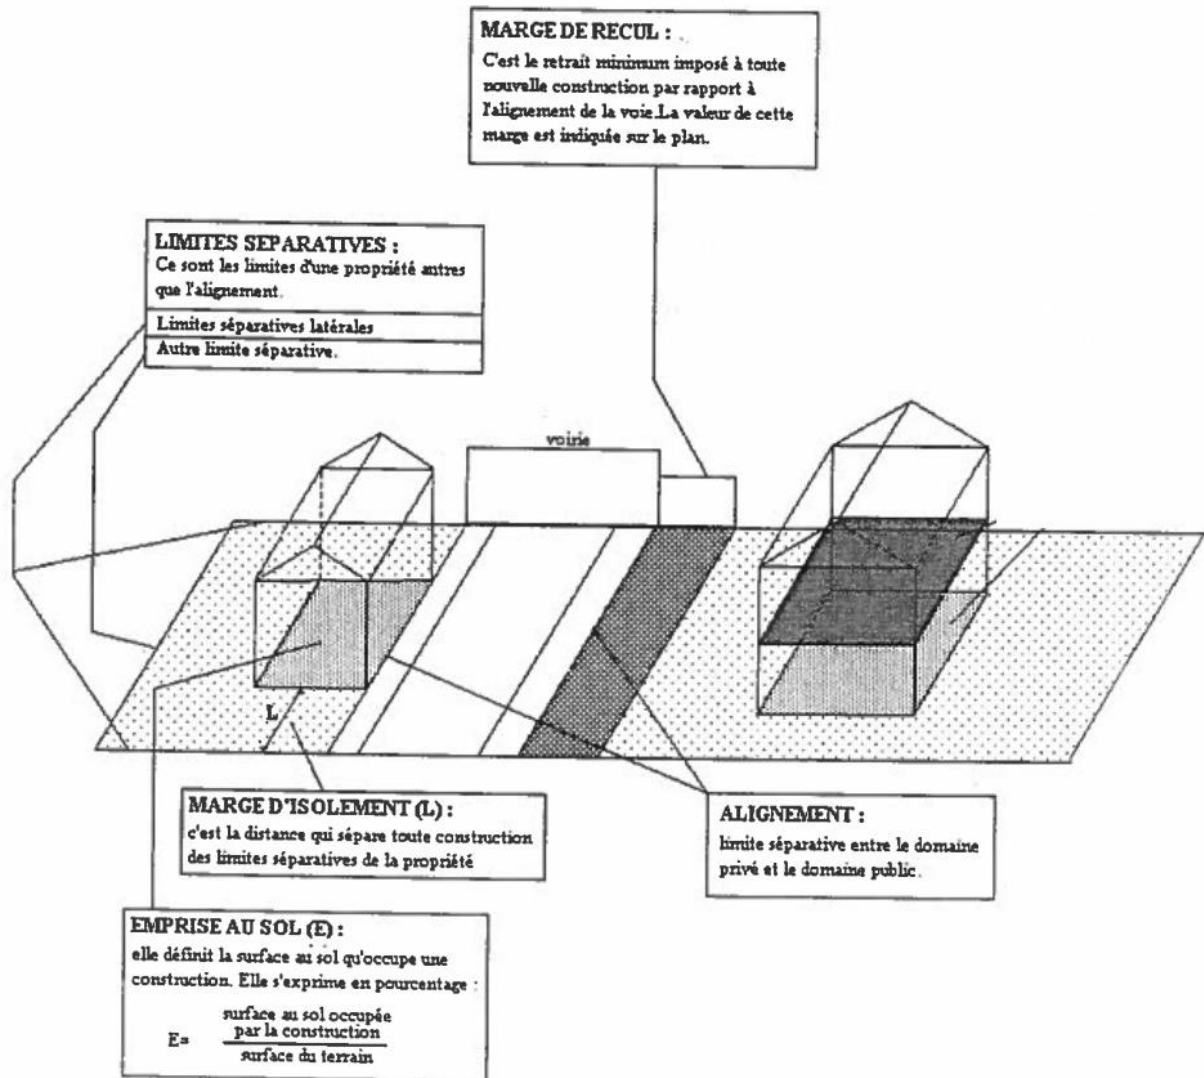 MARGE DE RECUL :
C'est le retrait minimum imposé à toute
nouvelle construction par rapport à
l'alignement de la voie.La valeur de cette
marge est indiquée sur le plan.
LIMITES SEPARATIVES :
Ce sont les limites d'une propriété autres
que l'alignement.
Limites séparatives latérales
Autre limite séparative.
voirie
L
MARGE D'ISOLEMENT (L) :
c'est la distance qui sépare toute construction
des limites séparatives de la propriété
ALIGNEMENT :
limite séparative entre le domaine
privé et le domaine public.
EMPRISE AU SOL (E) :
elle définit la surface au sol qu'occupe une
construction. Elle s'exprime en pourcentage :
surface au sol occupée
par la construction
E=
surface du terrain